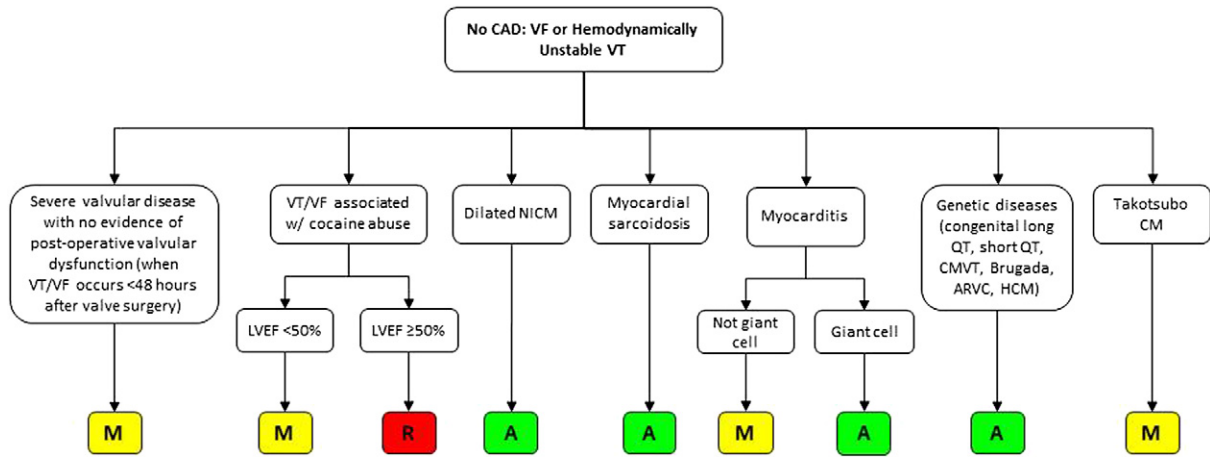 No CAD: VF or Hemodynamically
Unstable VT
Severe valvular disease
with no evidence of
post-operative valvular
dysfunction (when
VT/VF occurs <48 hours
after valve surgery)
VT/VF associated
w/ cocaine abuse
Dilated NICM
Myocardial
sarcoidosis
Myocarditis
Genetic diseases
(congenital long
QT, short QT,
CMVT, Brugada,
ARVC, HCM)
Takotsubo
CM
LVEF <50%
LVEF ≥50%
Not giant
cell
Giant cell
M
M
R
A
A
M
A
A
M